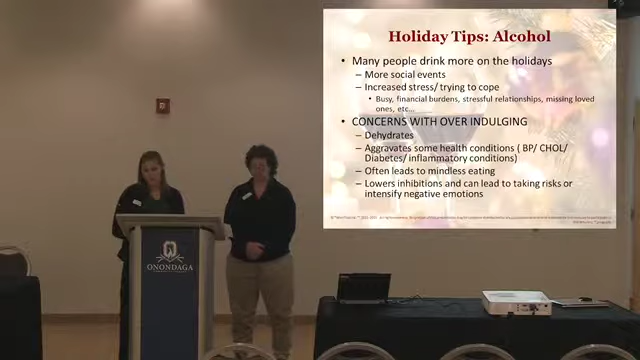 Holiday Tips: Alcohol
• Many people drink more on the holidays
– More social events
– Increased stress/ trying to cope
• Busy, financial burdens, stressful relationships, missing loved
ones, etc…
• CONCERNS WITH OVER INDULGING
– Dehydrates
– Aggravates some health conditions ( BP/ CHOL/
Diabetes/ inflammatory conditions)
– Often leads to mindless eating
– Lowers inhibitions and can lead to taking risks or
intensify negative emotions
ONONDAGA